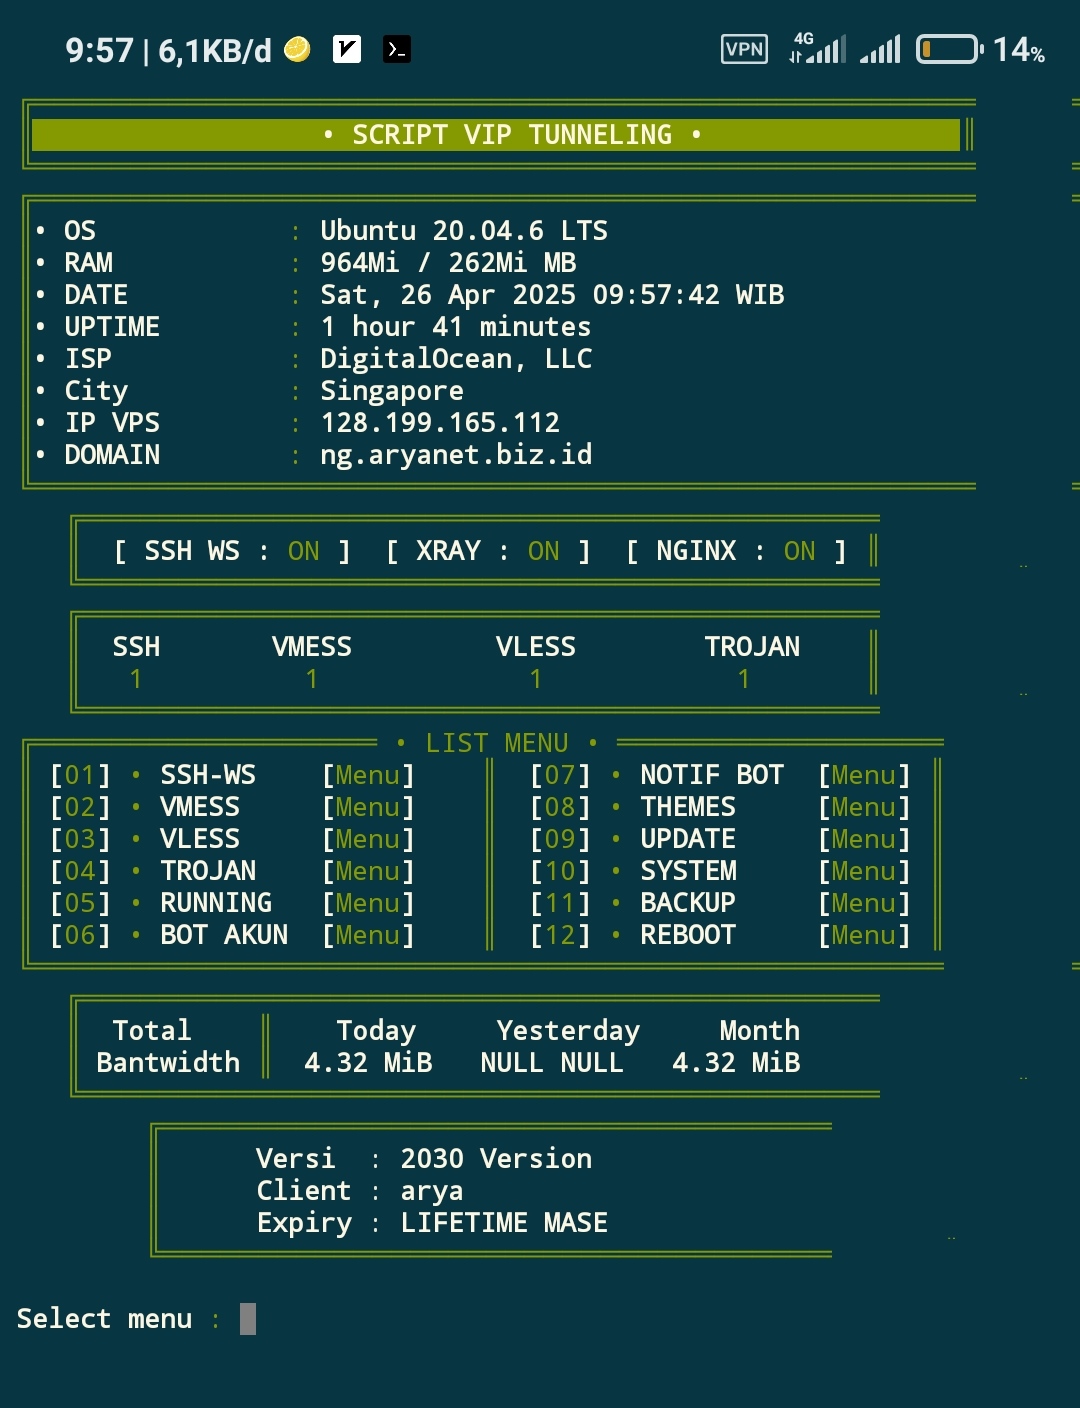 9:57 | 6,1KB/d VPN 4G 14%
• SCRIPT VIP TUNNELING •
• OS : Ubuntu 20.04.6 LTS
• RAM : 964Mi / 262Mi MB
• DATE : Sat, 26 Apr 2025 09:57:42 WIB
• UPTIME : 1 hour 41 minutes
• ISP : DigitalOcean, LLC
• City : Singapore
• IP VPS : 128.199.165.112
• DOMAIN : ng.aryanet.biz.id
[ SSH WS : ON ] [ XRAY : ON ] [ NGINX : ON ]
SSH VMESS VLESS TROJAN
1 1 1 1
• LIST MENU •
[01] • SSH-WS [Menu] [07] • NOTIF BOT [Menu]
[02] • VMESS [Menu] [08] • THEMES [Menu]
[03] • VLESS [Menu] [09] • UPDATE [Menu]
[04] • TROJAN [Menu] [10] • SYSTEM [Menu]
[05] • RUNNING [Menu] [11] • BACKUP [Menu]
[06] • BOT AKUN [Menu] [12] • REBOOT [Menu]
Total Today Yesterday Month
Bantwidth 4.32 MiB NULL NULL 4.32 MiB
Versi : 2030 Version
Client : arya
Expiry : LIFETIME MASE
Select menu :